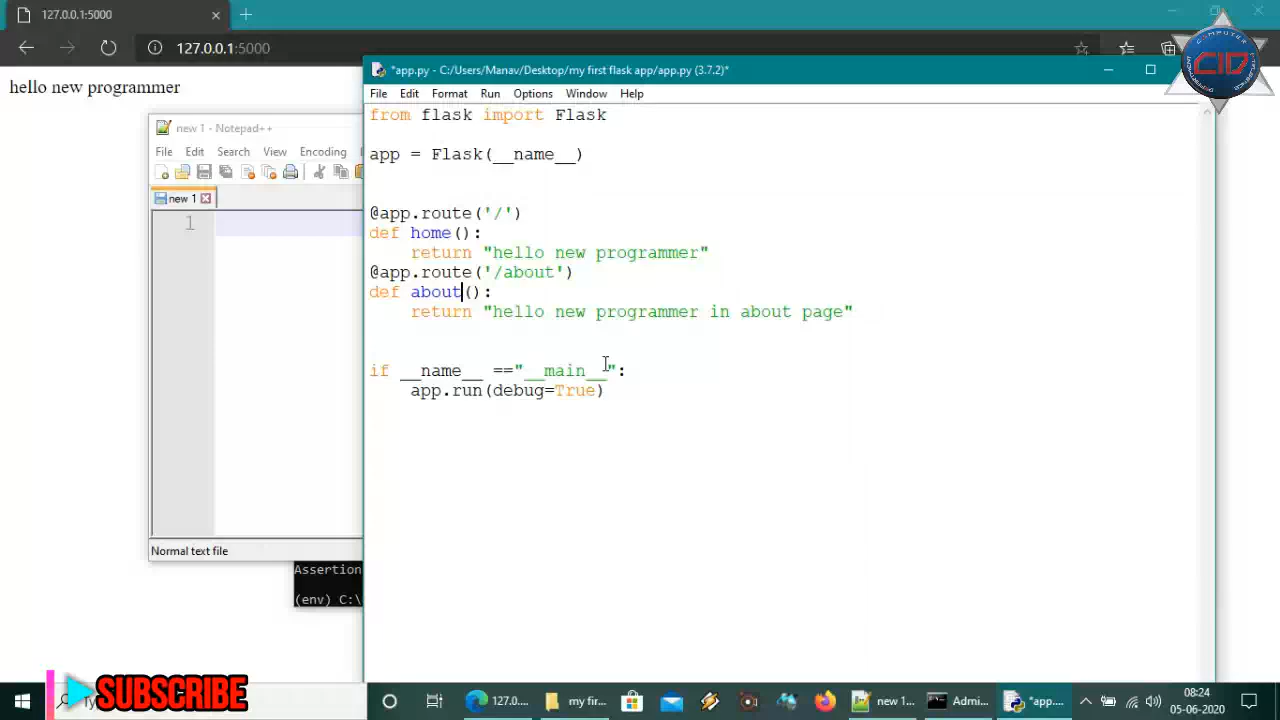 127.0.0.1:5000
127.0.0.1:5000
COMPUTER
CID
hello new programmer
*app.py - C:/Users/Manav/Desktop/my first flask app/app.py (3.7.2)*
File Edit Format Run Options Window Help
from flask import Flask
app = Flask(__name__)
@app.route('/')
def home():
return "hello new programmer"
@app.route('/about')
def about():
return "hello new programmer in about page"
if __name__ =="__main__":
app.run(debug=True)
new 1 - Notepad++
File Edit Search View Encoding
new 1
1
Normal text file
Assertion
(env) C:\
SUBSCRIBE
127.0....
my fir...
new 1...
Admi...
*app....
08:24
05-06-2020